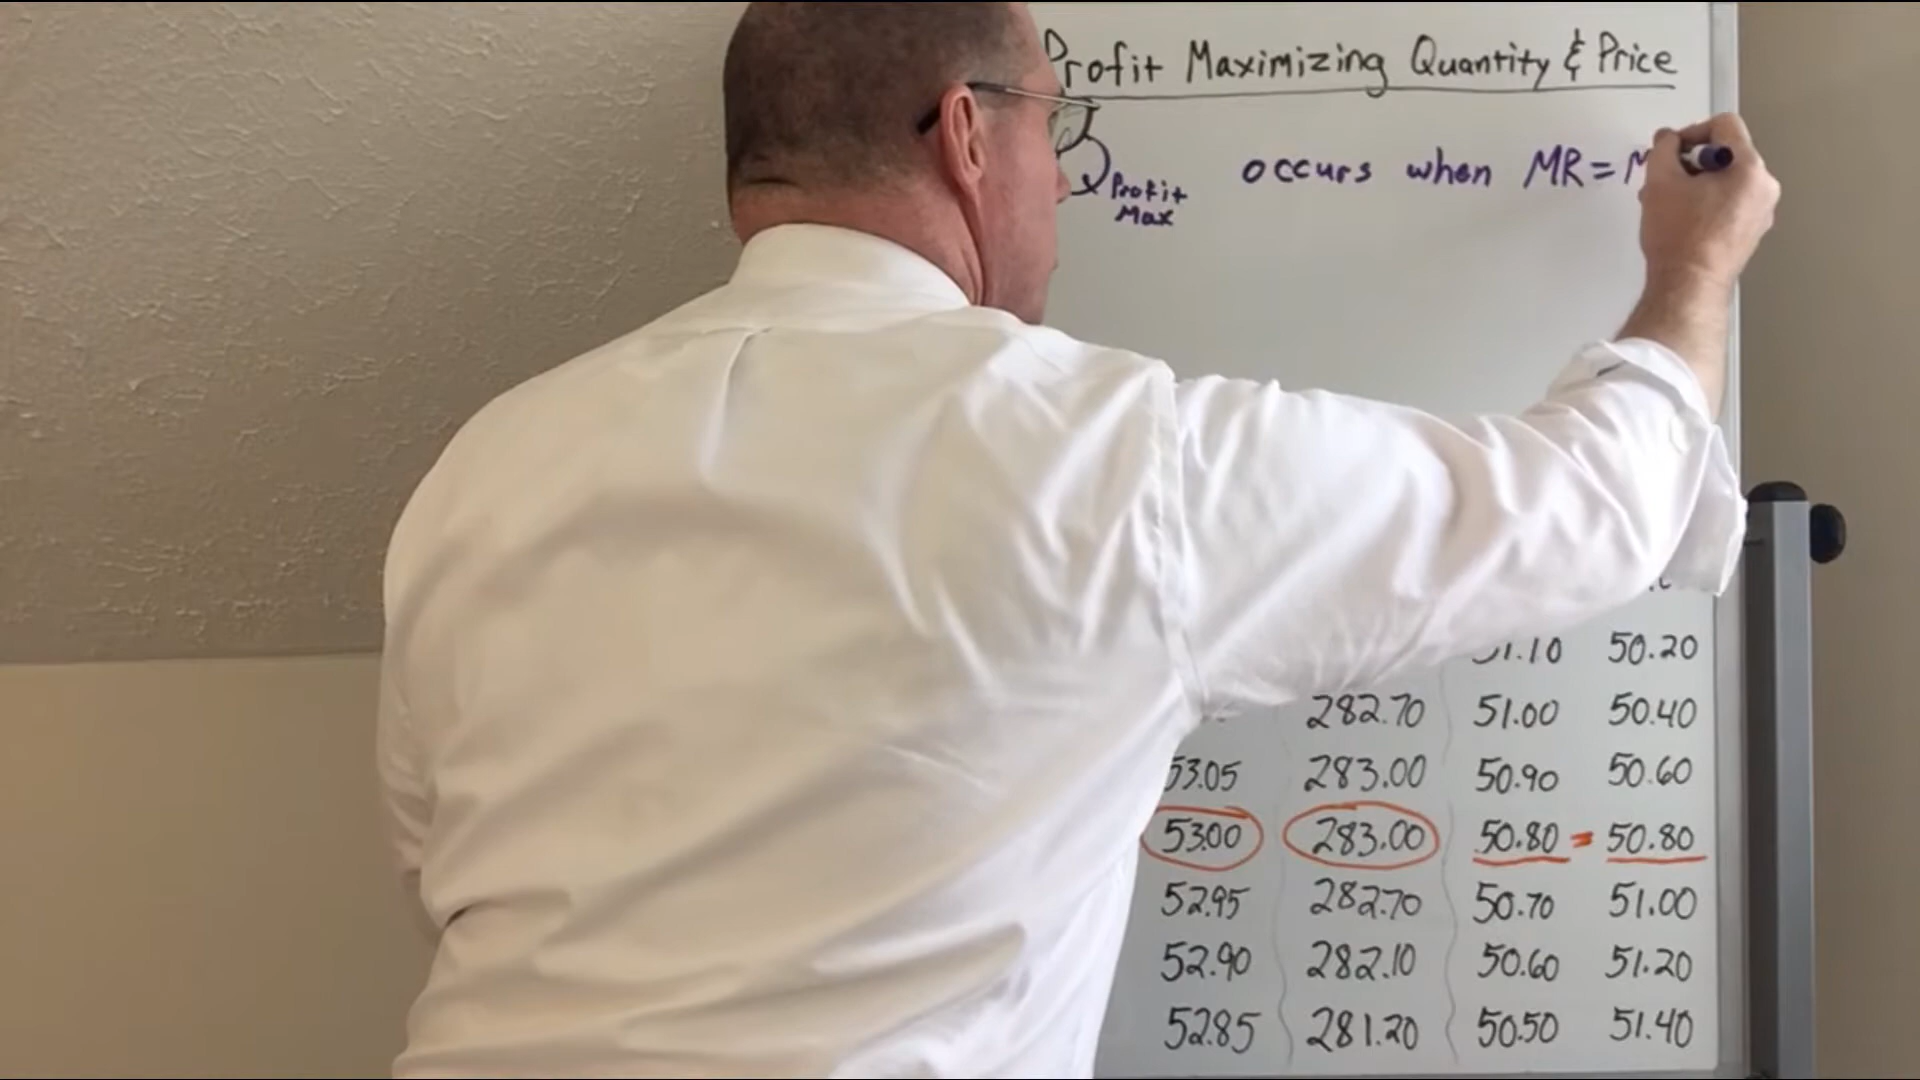 Profit Maximizing Quantity & Price
Profit Max occurs when MR = M
51.10 50.20
282.70 51.00 50.40
53.05 283.00 50.90 50.60
53.00 283.00 50.80 = 50.80
52.95 282.70 50.70 51.00
52.90 282.10 50.60 51.20
52.85 281.20 50.50 51.40